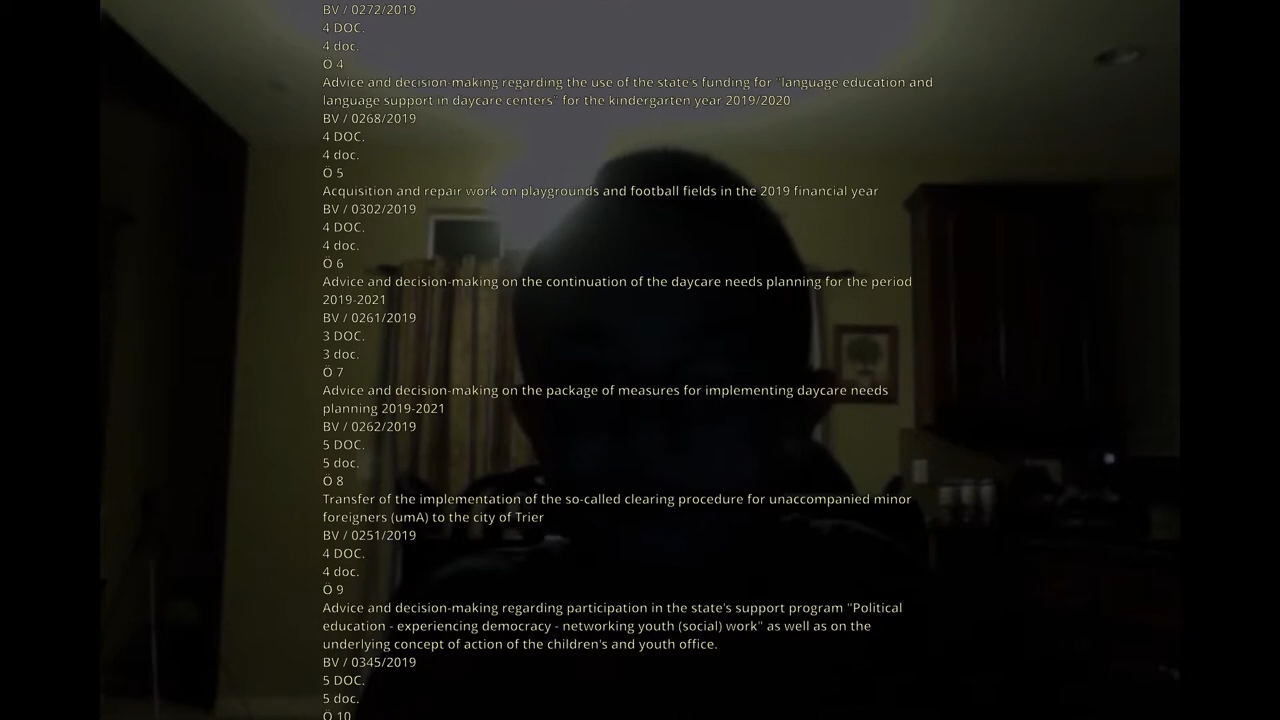 BV / 0272/2019
4 DOC.
4 doc.
Ö 4
Advice and decision-making regarding the use of the state's funding for "language education and
language support in daycare centers" for the kindergarten year 2019/2020
BV / 0268/2019
4 DOC.
4 doc.
Ö 5
Acquisition and repair work on playgrounds and football fields in the 2019 financial year
BV / 0302/2019
4 DOC.
4 doc.
Ö 6
Advice and decision-making on the continuation of the daycare needs planning for the period
2019-2021
BV / 0261/2019
3 DOC.
3 doc.
Ö 7
Advice and decision-making on the package of measures for implementing daycare needs
planning 2019-2021
BV / 0262/2019
5 DOC.
5 doc.
Ö 8
Transfer of the implementation of the so-called clearing procedure for unaccompanied minor
foreigners (umA) to the city of Trier
BV / 0251/2019
4 DOC.
4 doc.
Ö 9
Advice and decision-making regarding participation in the state's support program "Political
education - experiencing democracy - networking youth (social) work" as well as on the
underlying concept of action of the children's and youth office.
BV / 0345/2019
5 DOC.
5 doc.
Ö 10